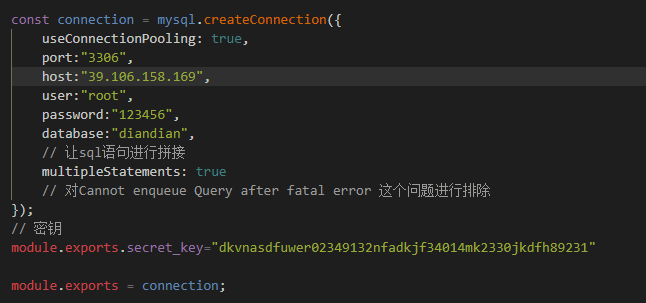 const connection = mysql.createConnection({
useConnectionPooling: true,
port:"3306",
host:"39.106.158.169",
user:"root",
password:"123456",
database:"diandian",
// 让sql语句进行拼接
multipleStatements: true
// 对Cannot enqueue Query after fatal error 这个问题进行排除
});
// 密钥
module.exports.secret_key="dkvnasdfuwer02349132nfadkjf34014mk2330jkdfh89231"
module.exports = connection;